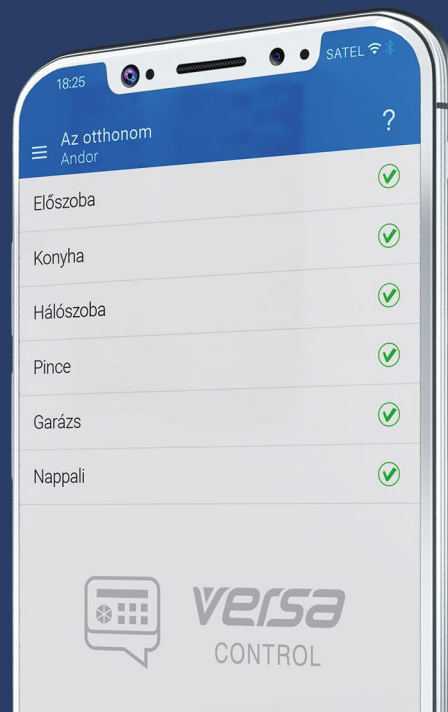 18:25
SATEL
Az otthonom
Andor
?
Előszoba
Konyha
Hálószoba
Pince
Garázs
Nappali
versa
CONTROL